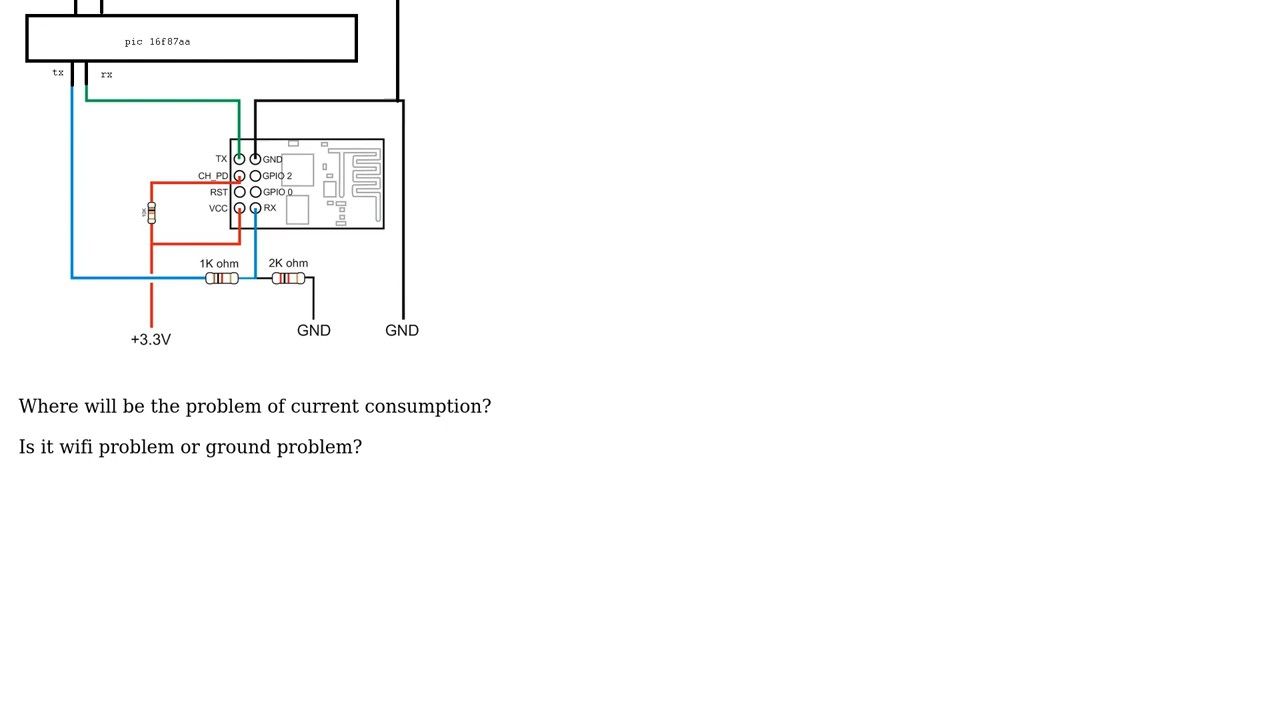 pic 16f87aa
tx rx
TX GND
CH_PD GPIO 2
RST GPIO 0
VCC RX
10K
1K ohm 2K ohm
GND GND
+3.3V
Where will be the problem of current consumption?
Is it wifi problem or ground problem?